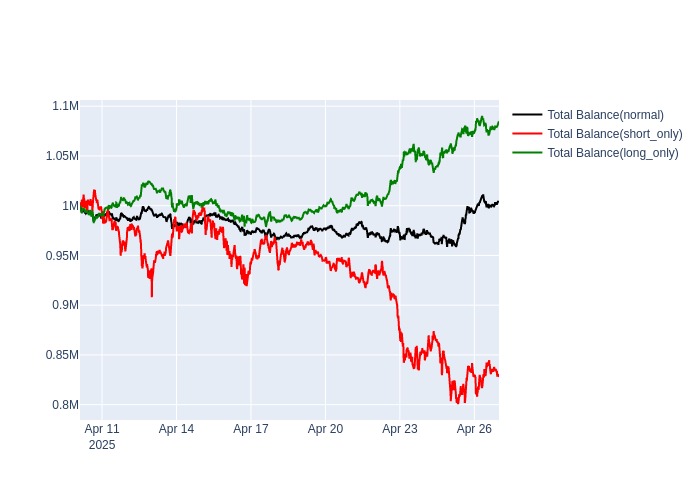 1.1M
1.05M
1M
0.95M
0.9M
0.85M
0.8M
Apr 11
2025
Apr 14
Apr 17
Apr 20
Apr 23
Apr 26
Total Balance(normal)
Total Balance(short_only)
Total Balance(long_only)